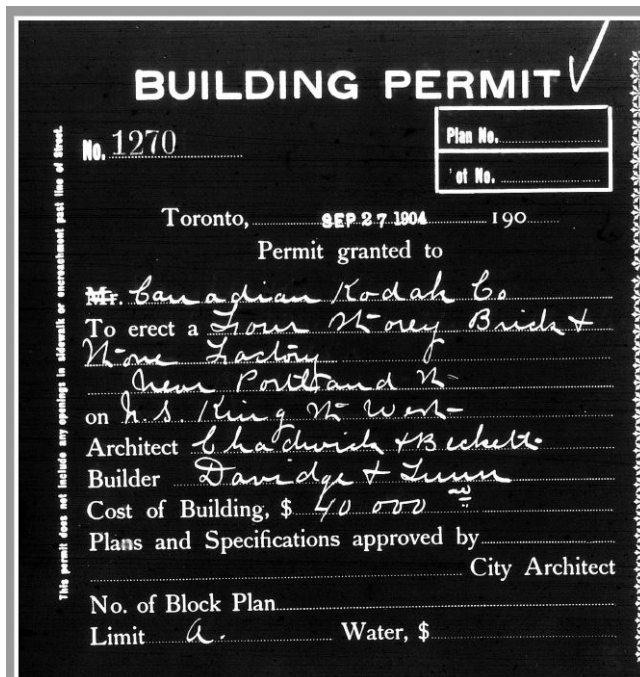 BUILDING PERMIT
No. 1270
Plan No.
ot No.
Toronto, SEP 27 1904 190
Permit granted to
Mr. Canadian Kodak Co
To erect a Four Storey Brick +
Stone Factory
Near Portland St
on N.S. King St West
Architect Chadwick + Beckett
Builder Davidge + Lunn
Cost of Building, $ 40 000
Plans and Specifications approved by
City Architect
No. of Block Plan
Limit A. Water, $
This permit does not include any openings in sidewalk or encroachment past line of Street.